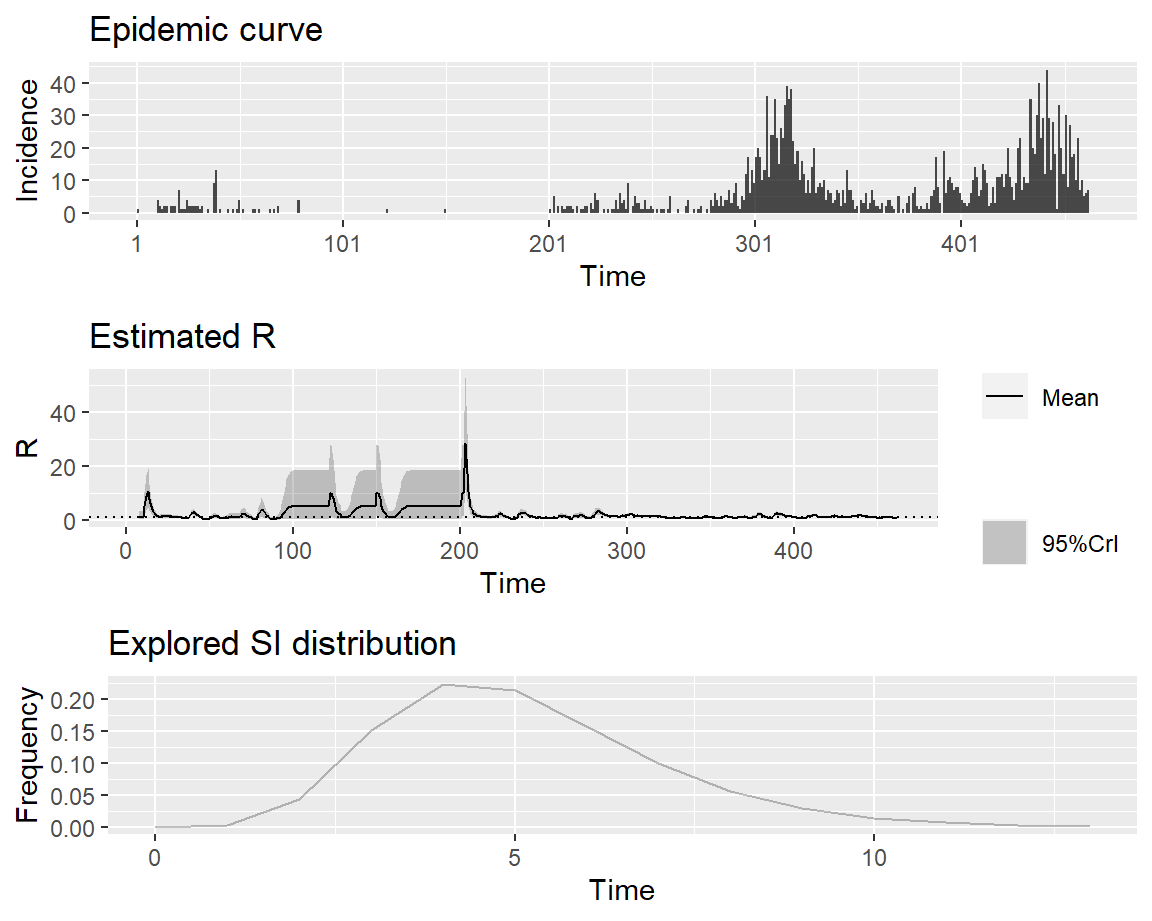 Epidemic curve
Incidence
40
30
20
10
0
1 101 201 301 401
Time
Estimated R
R
40
20
0
0 100 200 300 400
Time
Mean
95%CrI
Explored SI distribution
Frequency
0.20
0.15
0.10
0.05
0.00
0 5 10
Time